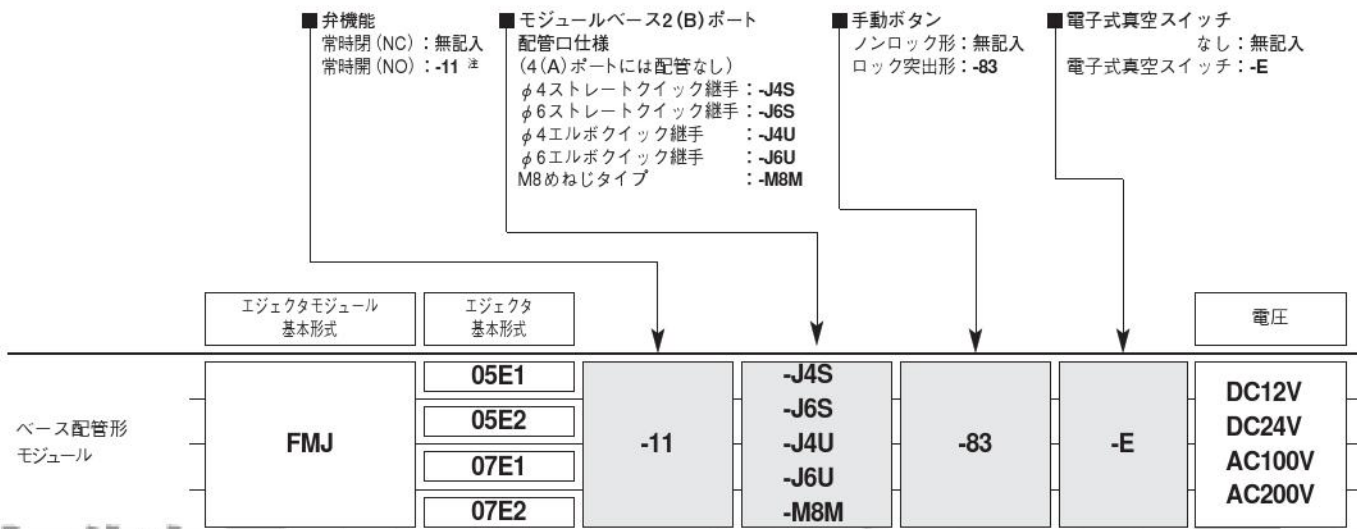 ■弁機能
常時閉(NC):無記入
常時開(NO):-11 注
■モジュールベース2(B)ポート
配管口仕様
(4(A)ポートには配管なし)
φ4ストレートクイック継手:-J4S
φ6ストレートクイック継手:-J6S
φ4エルボクイック継手 :-J4U
φ6エルボクイック継手 :-J6U
M8めねじタイプ :-M8M
■手動ボタン
ノンロック形:無記入
ロック突出形:-83
■電子式真空スイッチ
なし:無記入
電子式真空スイッチ:-E
エジェクタモジュール
基本形式
エジェクタ
基本形式
電圧
ベース配管形
モジュール
FMJ
05E1
05E2
07E1
07E2
-11
-J4S
-J6S
-J4U
-J6U
-M8M
-83
-E
DC12V
DC24V
AC100V
AC200V